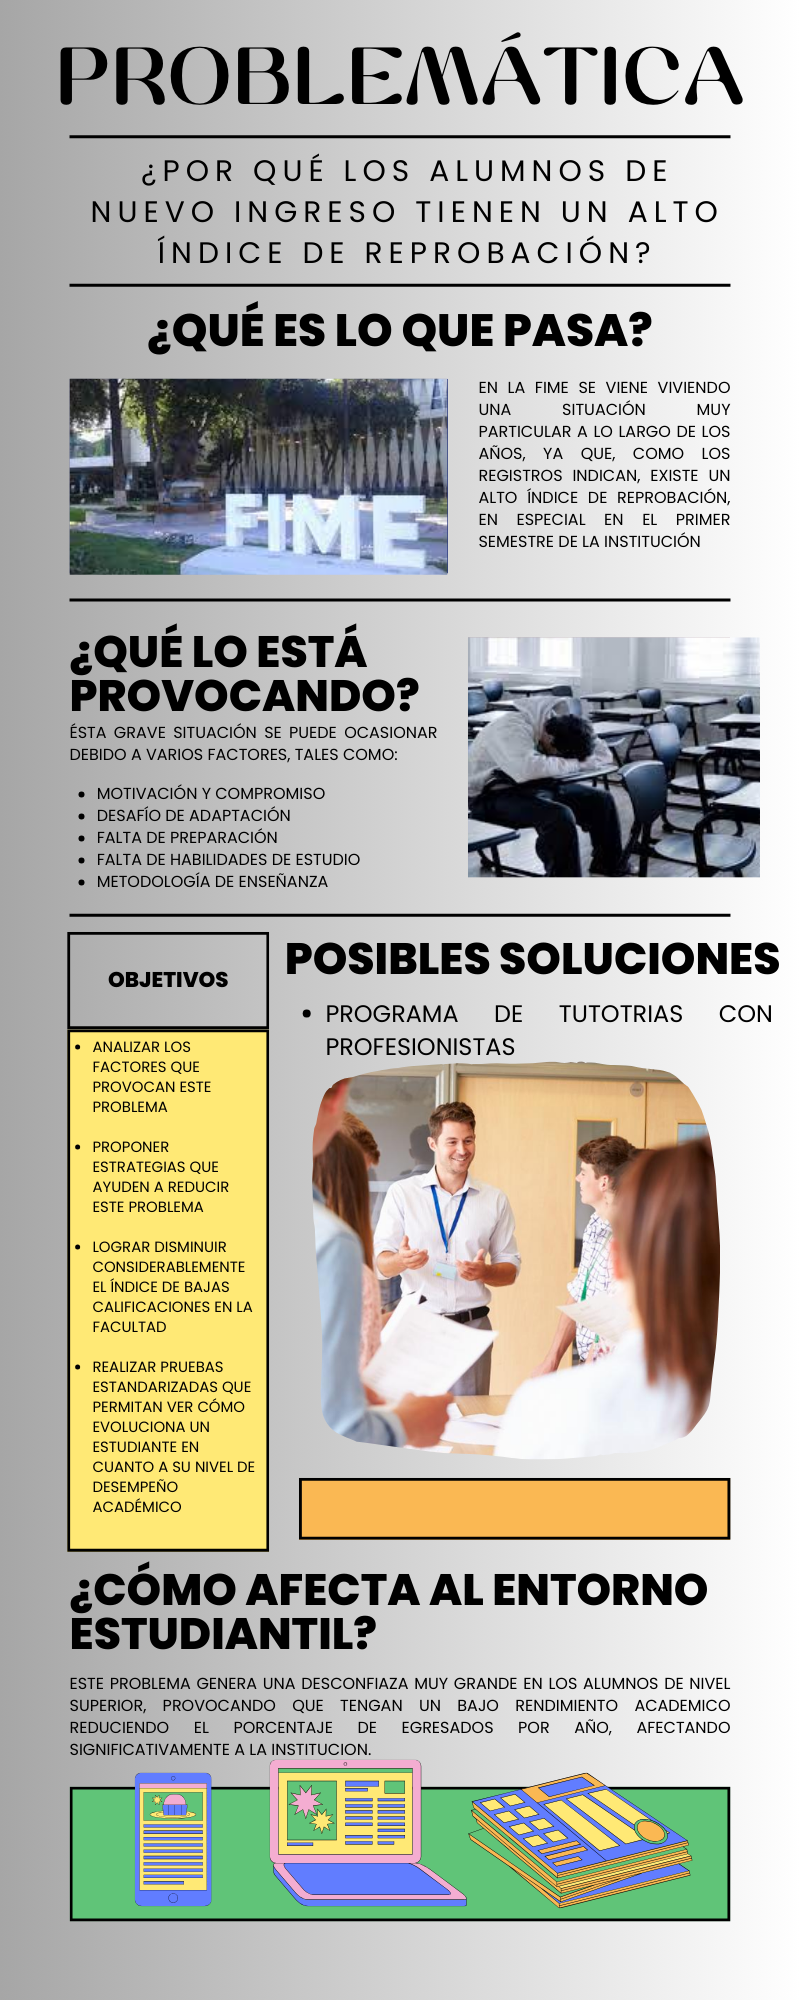 PROBLEMÁTICA
¿POR QUÉ LOS ALUMNOS DE
NUEVO INGRESO TIENEN UN ALTO
ÍNDICE DE REPROBACIÓN?
¿QUÉ ES LO QUE PASA?
FIME
EN LA FIME SE VIENE VIVIENDO
UNA SITUACIÓN MUY
PARTICULAR A LO LARGO DE LOS
AÑOS, YA QUE, COMO LOS
REGISTROS INDICAN, EXISTE UN
ALTO ÍNDICE DE REPROBACIÓN,
EN ESPECIAL EN EL PRIMER
SEMESTRE DE LA INSTITUCIÓN
¿QUÉ LO ESTÁ
PROVOCANDO?
ÉSTA GRAVE SITUACIÓN SE PUEDE OCASIONAR
DEBIDO A VARIOS FACTORES, TALES COMO:
• MOTIVACIÓN Y COMPROMISO
• DESAFÍO DE ADAPTACIÓN
• FALTA DE PREPARACIÓN
• FALTA DE HABILIDADES DE ESTUDIO
• METODOLOGÍA DE ENSEÑANZA
OBJETIVOS
• ANALIZAR LOS
FACTORES QUE
PROVOCAN ESTE
PROBLEMA
• PROPONER
ESTRATEGIAS QUE
AYUDEN A REDUCIR
ESTE PROBLEMA
• LOGRAR DISMINUIR
CONSIDERABLEMENTE
EL ÍNDICE DE BAJAS
CALIFICACIONES EN LA
FACULTAD
• REALIZAR PRUEBAS
ESTANDARIZADAS QUE
PERMITAN VER CÓMO
EVOLUCIONA UN
ESTUDIANTE EN
CUANTO A SU NIVEL DE
DESEMPEÑO
ACADÉMICO
POSIBLES SOLUCIONES
• PROGRAMA DE TUTOTRIAS CON
PROFESIONISTAS
¿CÓMO AFECTA AL ENTORNO
ESTUDIANTIL?
ESTE PROBLEMA GENERA UNA DESCONFIAZA MUY GRANDE EN LOS ALUMNOS DE NIVEL
SUPERIOR, PROVOCANDO QUE TENGAN UN BAJO RENDIMIENTO ACADEMICO
REDUCIENDO EL PORCENTAJE DE EGRESADOS POR AÑO, AFECTANDO
SIGNIFICATIVAMENTE A LA INSTITUCION.